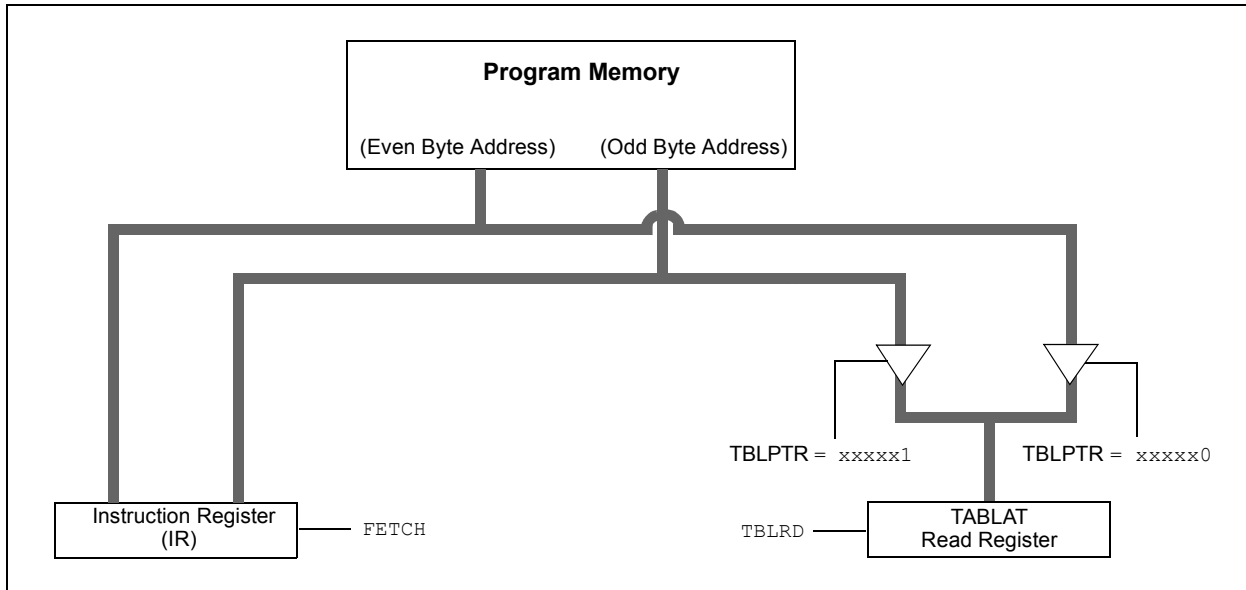 Program Memory
(Even Byte Address) (Odd Byte Address)
TBLPTR = xxxxx1
TBLPTR = xxxxx0
Instruction Register
(IR)
FETCH
TBLRD
TABLAT
Read Register